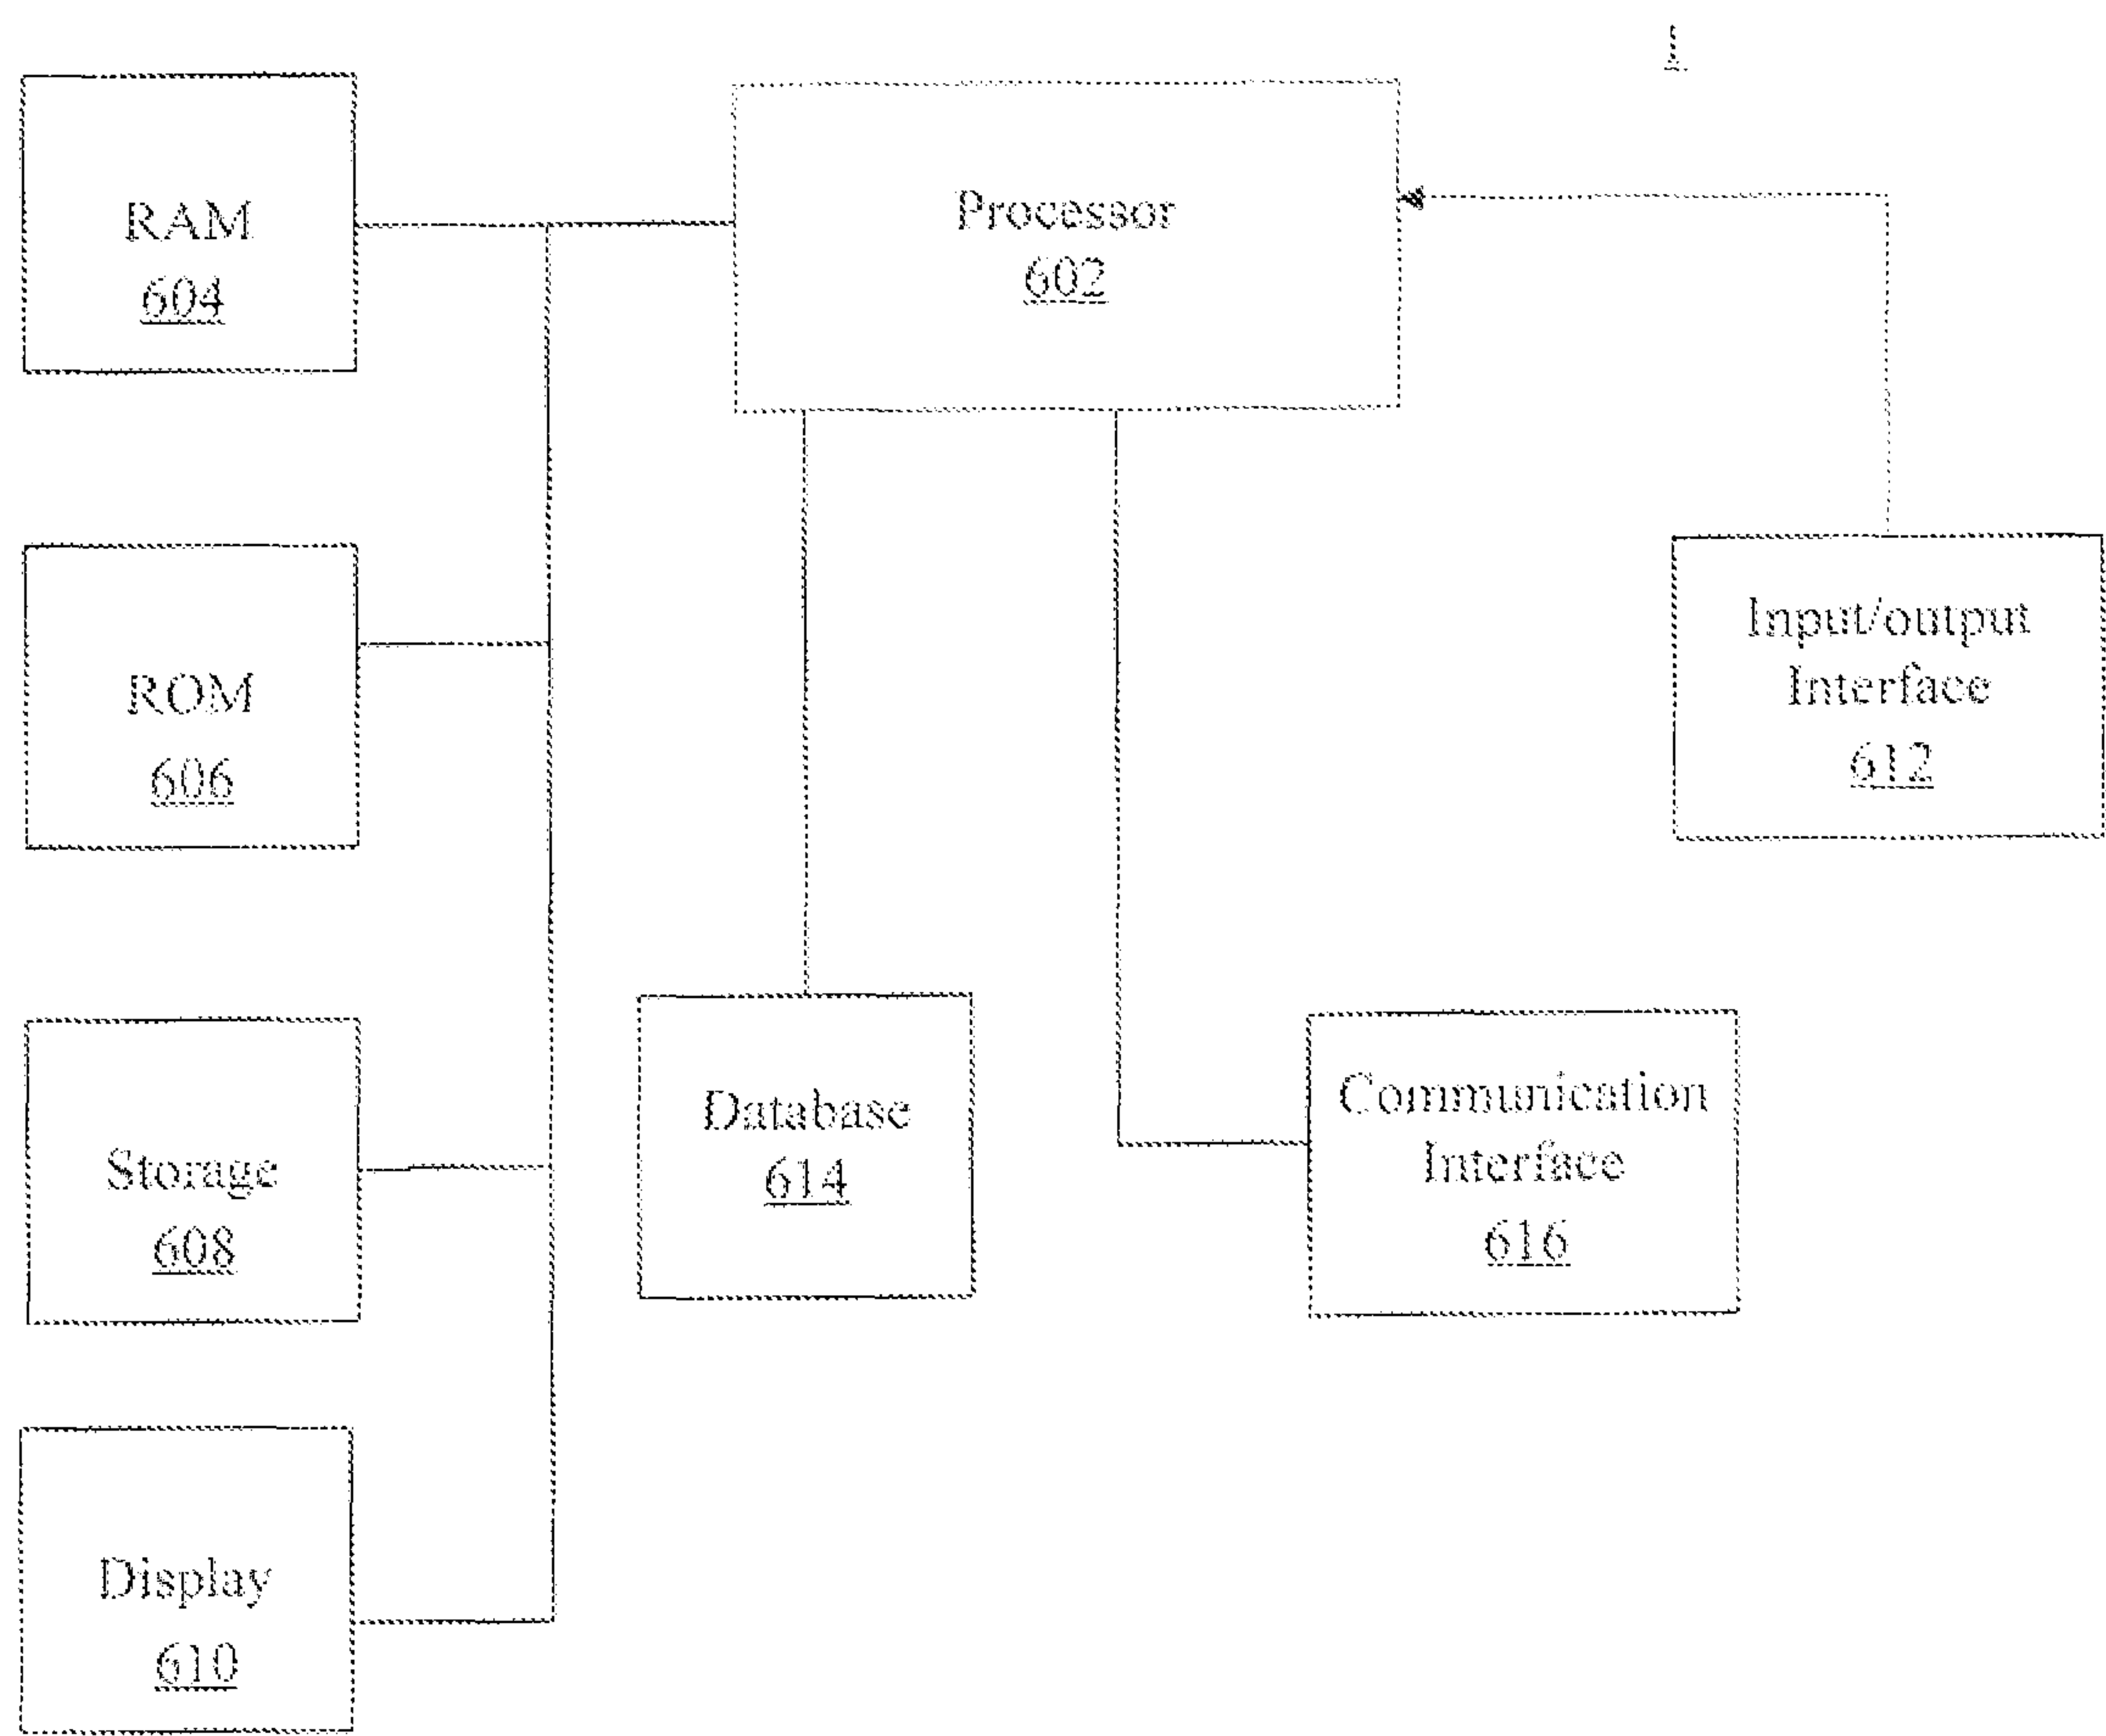 1
RAM
604
Processor
602
ROM
606
Input/output
Interface
612
Storage
608
Database
614
Communication
Interface
616
Display
610